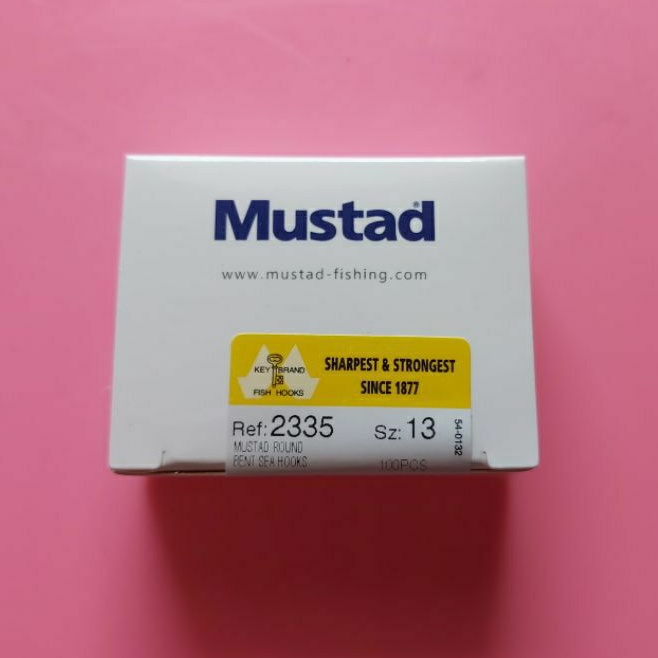 Mustad®
www.mustad-fishing.com
KEY BRAND
FISH HOOKS
SHARPEST & STRONGEST
SINCE 1877
Ref: 2335
Sz: 13
54-0132
MUSTAD ROUND
BENT SEA HOOKS
100PCS